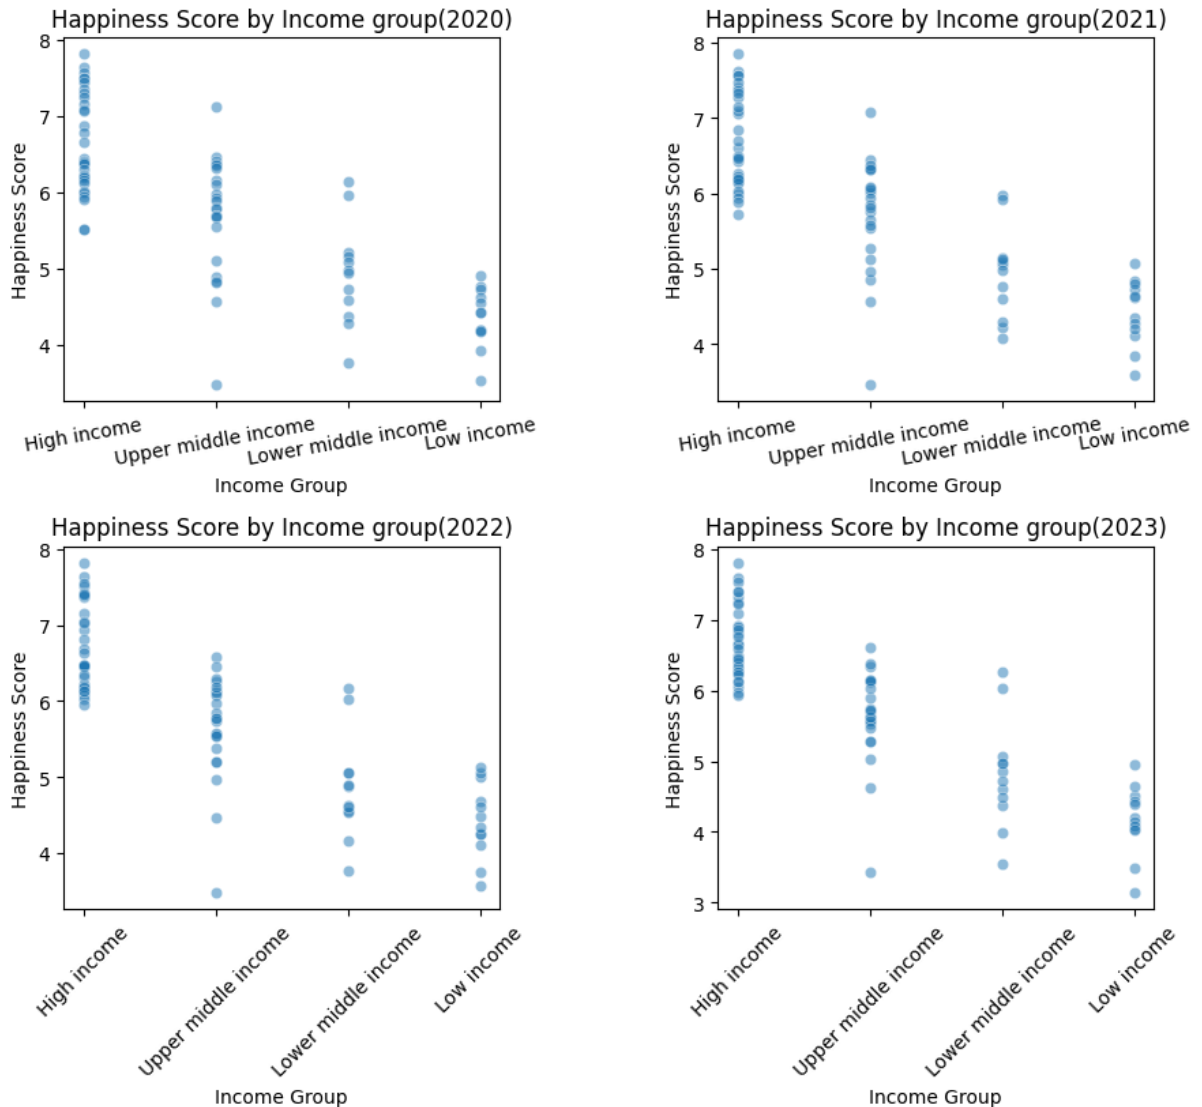 Happiness Score by Income group(2020)
Happiness Score
8
7
6
5
4
High income
Upper middle income
Lower middle income
Low income
Income Group
Happiness Score by Income group(2021)
Happiness Score
8
7
6
5
4
High income
Upper middle income
Lower middle income
Low income
Income Group
Happiness Score by Income group(2022)
Happiness Score
8
7
6
5
4
High income
Upper middle income
Lower middle income
Low income
Income Group
Happiness Score by Income group(2023)
Happiness Score
8
7
6
5
4
3
High income
Upper middle income
Lower middle income
Low income
Income Group